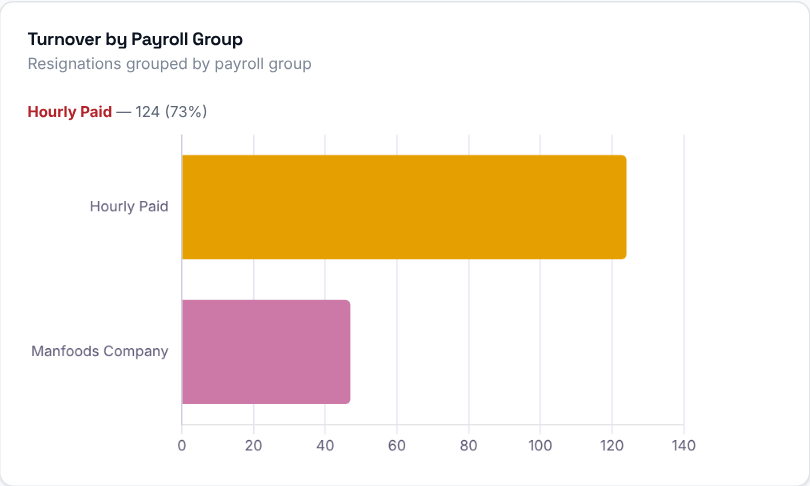 Turnover by Payroll Group
Resignations grouped by payroll group
Hourly Paid — 124 (73%)
Hourly Paid
Manfoods Company
0 20 40 60 80 100 120 140